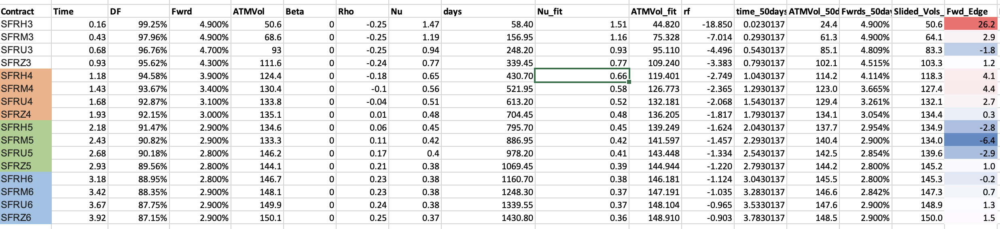 Contract Time DF Fwrd ATMVol Beta Rho Nu days Nu_fit ATMVol_fit rf time_50days ATMVol_50d Fwrds_50day Slided_Vols_ Fwd_Edge
SFRH3 0.16 99.25% 4.900% 50.6 0 -0.25 1.47 58.40 1.51 44.820 -18.850 0.0230137 24.4 4.900% 50.6 26.2
SFRM3 0.43 97.96% 4.900% 68.6 0 -0.25 1.19 156.95 1.16 75.328 -7.014 0.2930137 61.3 4.900% 64.1 2.9
SFRU3 0.68 96.76% 4.700% 93 0 -0.25 0.94 248.20 0.93 95.110 -4.496 0.5430137 85.1 4.809% 83.3 -1.8
SFRZ3 0.93 95.62% 4.300% 111.6 0 -0.24 0.77 339.45 0.77 109.240 -3.383 0.7930137 102.1 4.515% 103.3 1.2
SFRH4 1.18 94.58% 3.900% 124.4 0 -0.18 0.65 430.70 0.66 119.401 -2.749 1.0430137 114.2 4.114% 118.3 4.1
SFRM4 1.43 93.67% 3.400% 130.4 0 -0.1 0.56 521.95 0.58 126.773 -2.365 1.2930137 123.0 3.665% 127.4 4.4
SFRU4 1.68 92.87% 3.100% 133.8 0 -0.04 0.51 613.20 0.52 132.181 -2.068 1.5430137 129.4 3.261% 132.1 2.7
SFRZ4 1.93 92.15% 3.000% 135.1 0 0.01 0.48 704.45 0.48 136.205 -1.817 1.7930137 134.1 3.054% 134.4 0.3
SFRH5 2.18 91.47% 2.900% 134.6 0 0.06 0.45 795.70 0.45 139.249 -1.624 2.0430137 137.7 2.954% 134.9 -2.8
SFRM5 2.43 90.82% 2.900% 133.3 0 0.11 0.42 886.95 0.42 141.597 -1.457 2.2930137 140.4 2.900% 134.0 -6.4
SFRU5 2.68 90.18% 2.800% 146.2 0 0.17 0.4 978.20 0.41 143.448 -1.334 2.5430137 142.5 2.854% 139.6 -2.9
SFRZ5 2.93 89.56% 2.800% 144.1 0 0.21 0.38 1069.45 0.39 144.944 -1.220 2.7930137 144.2 2.800% 145.2 1.0
SFRH6 3.18 88.95% 2.800% 146.7 0 0.23 0.38 1160.70 0.38 146.181 -1.124 3.0430137 145.5 2.800% 145.3 -0.2
SFRM6 3.42 88.35% 2.900% 148.1 0 0.23 0.38 1248.30 0.37 147.191 -1.035 3.2830137 146.6 2.842% 147.3 0.7
SFRU6 3.67 87.75% 2.900% 149.9 0 0.24 0.38 1339.55 0.37 148.104 -0.965 3.5330137 147.6 2.900% 148.9 1.3
SFRZ6 3.92 87.15% 2.900% 150.1 0 0.25 0.37 1430.80 0.36 148.910 -0.903 3.7830137 148.5 2.900% 150.0 1.5